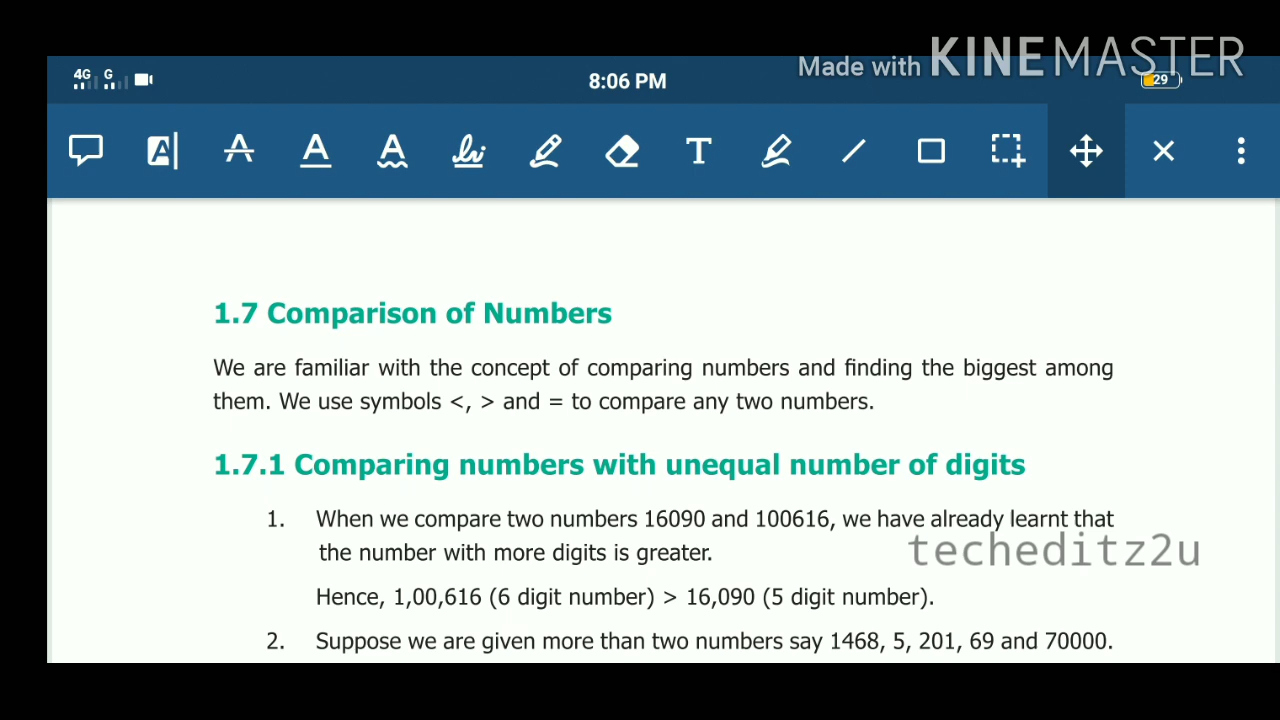 Made with KINEMASTER
4G G 8:06 PM 29
A A A A T
1.7 Comparison of Numbers
We are familiar with the concept of comparing numbers and finding the biggest among
them. We use symbols <, > and = to compare any two numbers.
1.7.1 Comparing numbers with unequal number of digits
1. When we compare two numbers 16090 and 100616, we have already learnt that
the number with more digits is greater.
techeditz2u
Hence, 1,00,616 (6 digit number) > 16,090 (5 digit number).
2. Suppose we are given more than two numbers say 1468, 5, 201, 69 and 70000.